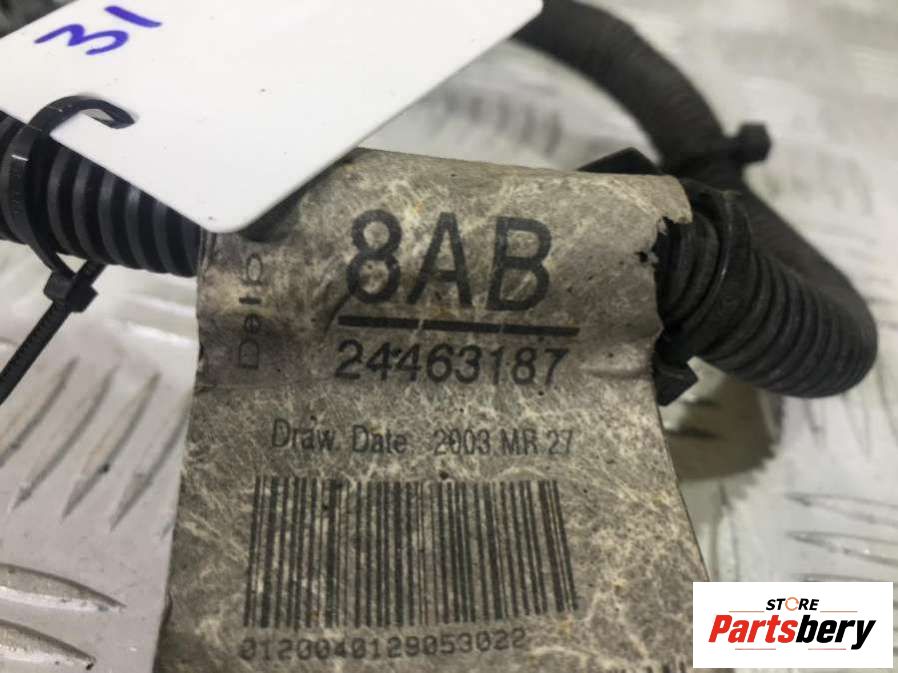 31
8AB
24463187
Draw. Date 2003 MR 27
012004012905302
STORE
Partsbery